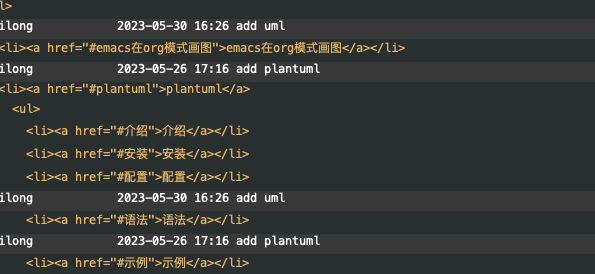 l>
ilong 2023-05-30 16:26 add uml
<li><a href="#emacs在org模式画图">emacs在org模式画图</a></li>
ilong 2023-05-26 17:16 add plantuml
<li><a href="#plantuml">plantuml</a>
<ul>
<li><a href="#介绍">介绍</a></li>
<li><a href="#安装">安装</a></li>
<li><a href="#配置">配置</a></li>
ilong 2023-05-30 16:26 add uml
<li><a href="#语法">语法</a></li>
ilong 2023-05-26 17:16 add plantuml
<li><a href="#示例">示例</a></li>